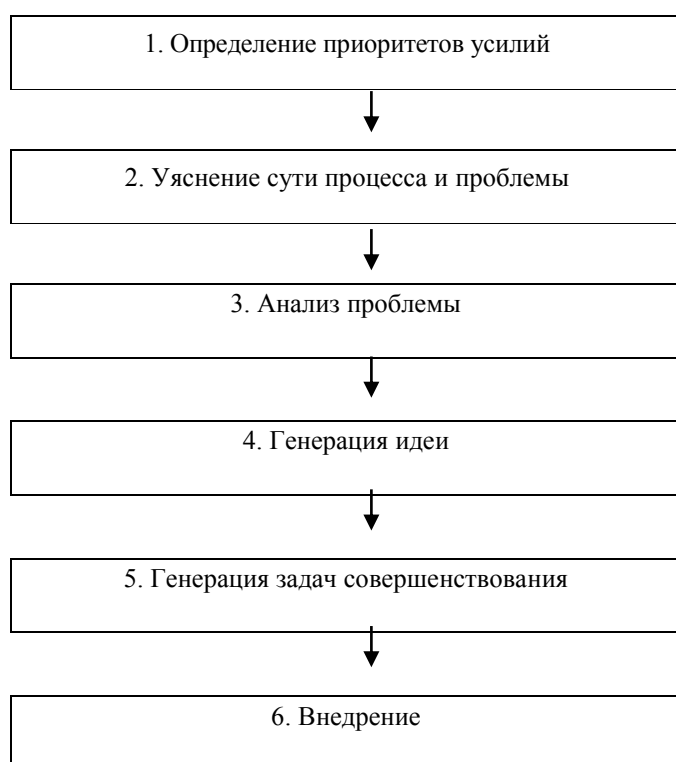 1. Определение приоритетов усилий
2. Уяснение сути процесса и проблемы
3. Анализ проблемы
4. Генерация идеи
5. Генерация задач совершенствования
6. Внедрение